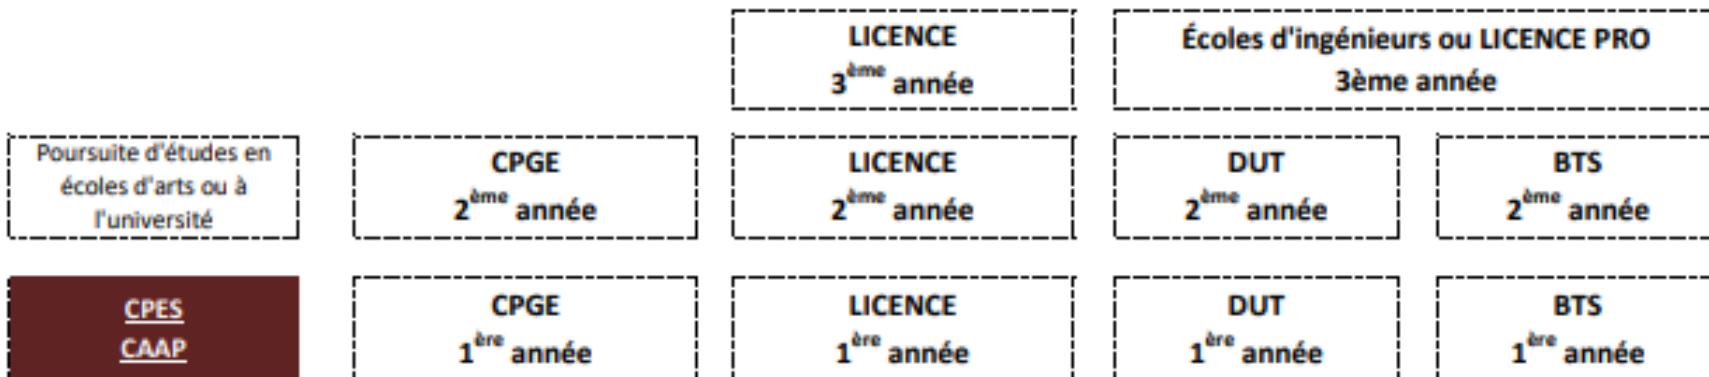 LICENCE
3ème année
Écoles d'ingénieurs ou LICENCE PRO
3ème année
Poursuite d'études en
écoles d'arts ou à
l'université
CPGE
2ème année
LICENCE
2ème année
DUT
2ème année
BTS
2ème année
CPES
CAAP
CPGE
1ère année
LICENCE
1ère année
DUT
1ère année
BTS
1ère année